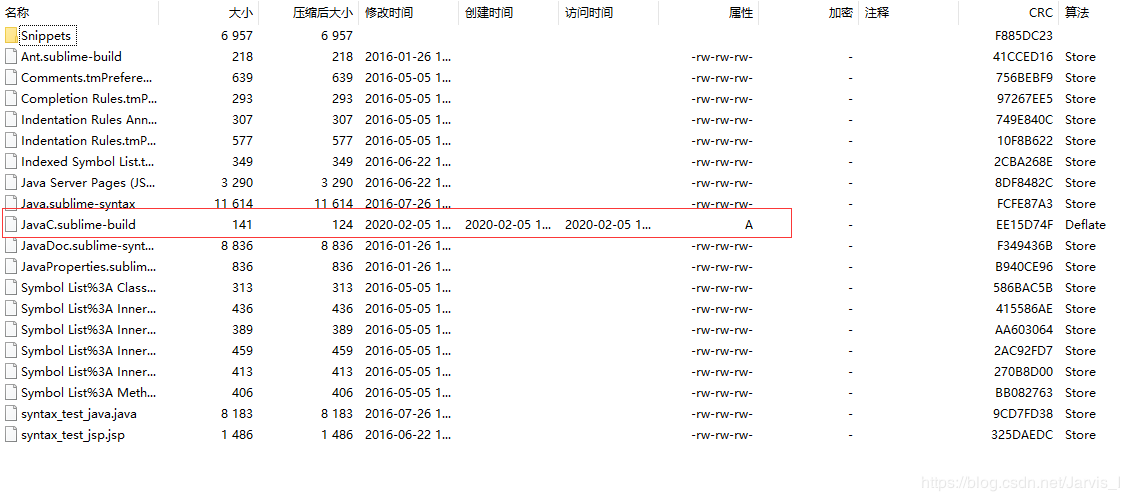 名称 大小 压缩后大小 修改时间 创建时间 访问时间 属性 加密 注释 CRC 算法
Snippets 6 957 6 957 F885DC23
Ant.sublime-build 218 218 2016-01-26 1... -rw-rw-rw- - 41CCED16 Store
Comments.tmPrefere... 639 639 2016-05-05 1... -rw-rw-rw- - 756BEBF9 Store
Completion Rules.tmP... 293 293 2016-05-05 1... -rw-rw-rw- - 97267EE5 Store
Indentation Rules Ann... 307 307 2016-05-05 1... -rw-rw-rw- - 749E840C Store
Indentation Rules.tmP... 577 577 2016-05-05 1... -rw-rw-rw- - 10F8B622 Store
Indexed Symbol List.t... 349 349 2016-06-22 1... -rw-rw-rw- - 2CBA268E Store
Java Server Pages (JS... 3 290 3 290 2016-06-22 1... -rw-rw-rw- - 8DF8482C Store
Java.sublime-syntax 11 614 11 614 2016-07-26 1... -rw-rw-rw- - FCFE87A3 Store
JavaC.sublime-build 141 124 2020-02-05 1... 2020-02-05 1... 2020-02-05 1... A - EE15D74F Deflate
JavaDoc.sublime-synt... 8 836 8 836 2016-01-26 1... -rw-rw-rw- - F349436B Store
JavaProperties.sublim... 836 836 2016-01-26 1... -rw-rw-rw- - B940CE96 Store
Symbol List%3A Class... 313 313 2016-05-05 1... -rw-rw-rw- - 586BAC5B Store
Symbol List%3A Inner... 436 436 2016-05-05 1... -rw-rw-rw- - 415586AE Store
Symbol List%3A Inner... 389 389 2016-05-05 1... -rw-rw-rw- - AA603064 Store
Symbol List%3A Inner... 459 459 2016-05-05 1... -rw-rw-rw- - 2AC92FD7 Store
Symbol List%3A Inner... 413 413 2016-05-05 1... -rw-rw-rw- - 270B8D00 Store
Symbol List%3A Meth... 406 406 2016-05-05 1... -rw-rw-rw- - BB082763 Store
syntax_test_java.java 8 183 8 183 2016-07-26 1... -rw-rw-rw- - 9CD7FD38 Store
syntax_test_jsp.jsp 1 486 1 486 2016-06-22 1... -rw-rw-rw- - 325DAEDC Store
https://blog.csdn.net/Jarvis_l